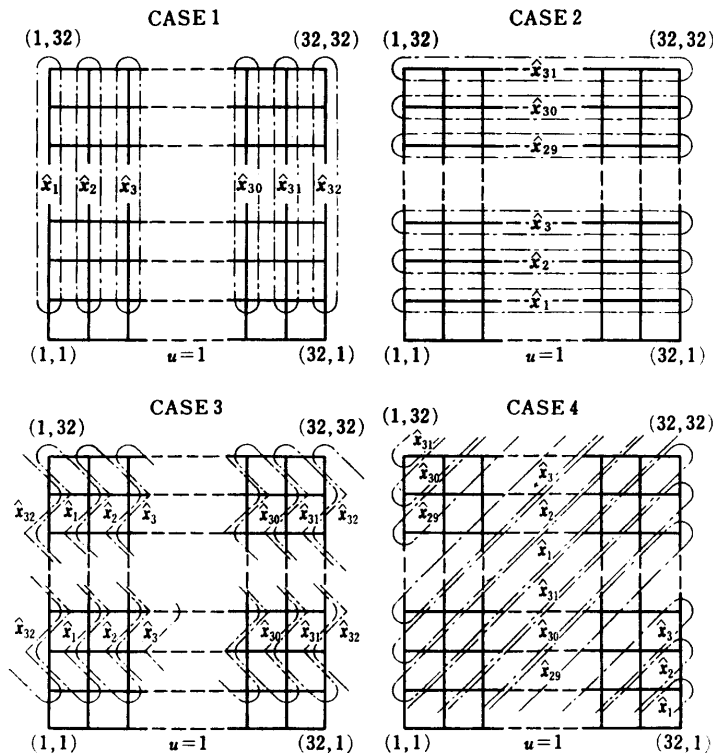 CASE 1
(1,32) (32,32)
x̂₁ x̂₂ x̂₃ x̂₃₀ x̂₃₁ x̂₃₂
(1,1) u=1 (32,1)
CASE 2
(1,32) (32,32)
x̂₃₁
x̂₃₀
x̂₂₉
x̂₃
x̂₂
x̂₁
(1,1) u=1 (32,1)
CASE 3
(1,32) (32,32)
x̂₃₂ x̂₁ x̂₂ x̂₃ x̂₃₀ x̂₃₁ x̂₃₂
x̂₃₂ x̂₁ x̂₂ x̂₃ x̂₃₀ x̂₃₁ x̂₃₂
(1,1) u=1 (32,1)
CASE 4
(1,32) (32,32)
x̂₃₁
x̂₃₀ x̂₃
x̂₂₉ x̂₂
x̂₁
x̂₃₁
x̂₃₀ x̂₃
x̂₂₉ x̂₂
x̂₁
(1,1) u=1 (32,1)